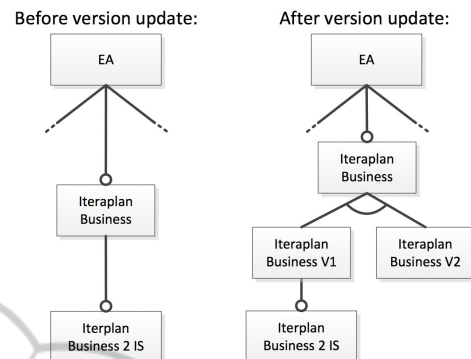 Before version update:
After version update:
EA
EA
Iteraplan
Business
Iteraplan
Business
Iteraplan
Business V1
Iteraplan
Business V2
Iterplan
Business 2 IS
Iterplan
Business 2 IS